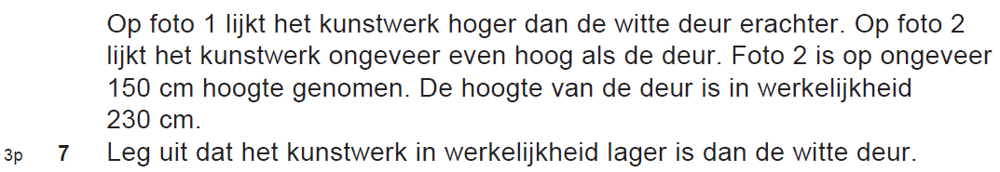 Op foto 1 lijkt het kunstwerk hoger dan de witte deur erachter. Op foto 2
lijkt het kunstwerk ongeveer even hoog als de deur. Foto 2 is op ongeveer
150 cm hoogte genomen. De hoogte van de deur is in werkelijkheid
230 cm.
3p 7 Leg uit dat het kunstwerk in werkelijkheid lager is dan de witte deur.